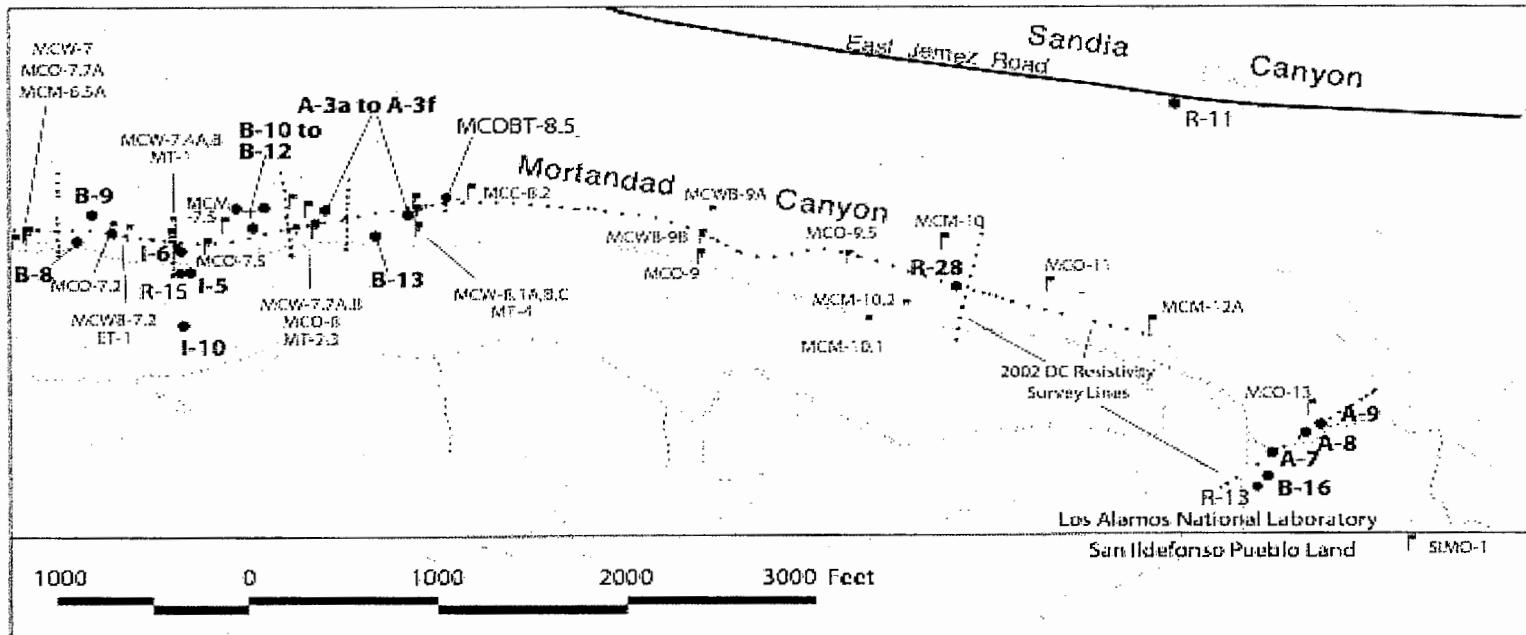 Sandia
Canyon
East Jemez Road
R-11
MCW-7
MCO-7.7A
MCM-6.5A
A-3a to A-3f
B-10 to
B-12
MCOBT-8.5
MCW-7.4A,B
MT-1
B-9
Mortandad
Canyon
MCC-8.2
MCWB-9A
MCM-10
MCM
-7.5
MCWB-9B
MCO-9.5
MCO-9
R-28
MCO-11
B-8
I-6
MCO-7.5
MCO-7.2
R-15
I-5
B-13
MCWB-7.2
ET-1
MCW-7.7A,B
MCO-8
MT-2,3
MCW-8.1A,B,C
MT-4
MCM-10.2
MCM-12A
I-10
MCM-10.1
2002 DC Resistivity
Survey Lines
MCO-13
A-9
A-8
A-7
B-16
R-13
Los Alamos National Laboratory
San Ildefonso Pueblo Land
SIMO-1
1000 0 1000 2000 3000 Feet